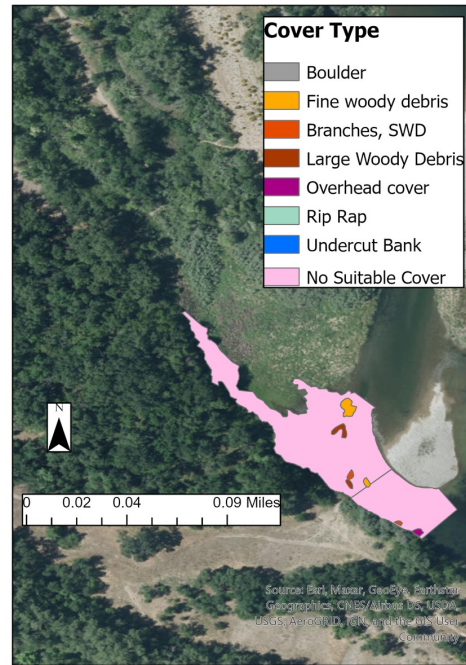 Cover Type
Boulder
Fine woody debris
Branches, SWD
Large Woody Debris
Overhead cover
Rip Rap
Undercut Bank
No Suitable Cover
N
0 0.02 0.04 0.09 Miles
Source: Esri, Maxar, GeoEye, Earthstar
Geographics, CNES/Airbus DS, USDA,
USGS, AeroGRID, IGN, and the GIS User
Community